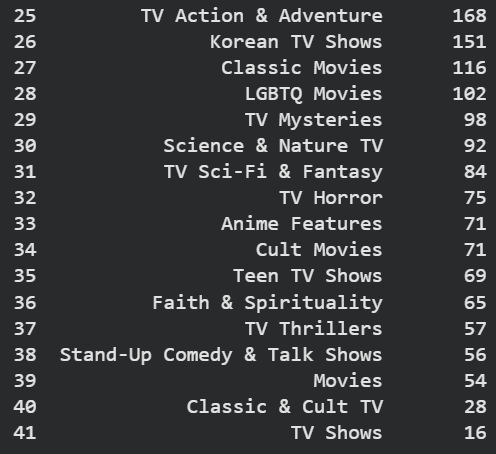 25 TV Action & Adventure 168
26 Korean TV Shows 151
27 Classic Movies 116
28 LGBTQ Movies 102
29 TV Mysteries 98
30 Science & Nature TV 92
31 TV Sci-Fi & Fantasy 84
32 TV Horror 75
33 Anime Features 71
34 Cult Movies 71
35 Teen TV Shows 69
36 Faith & Spirituality 65
37 TV Thrillers 57
38 Stand-Up Comedy & Talk Shows 56
39 Movies 54
40 Classic & Cult TV 28
41 TV Shows 16